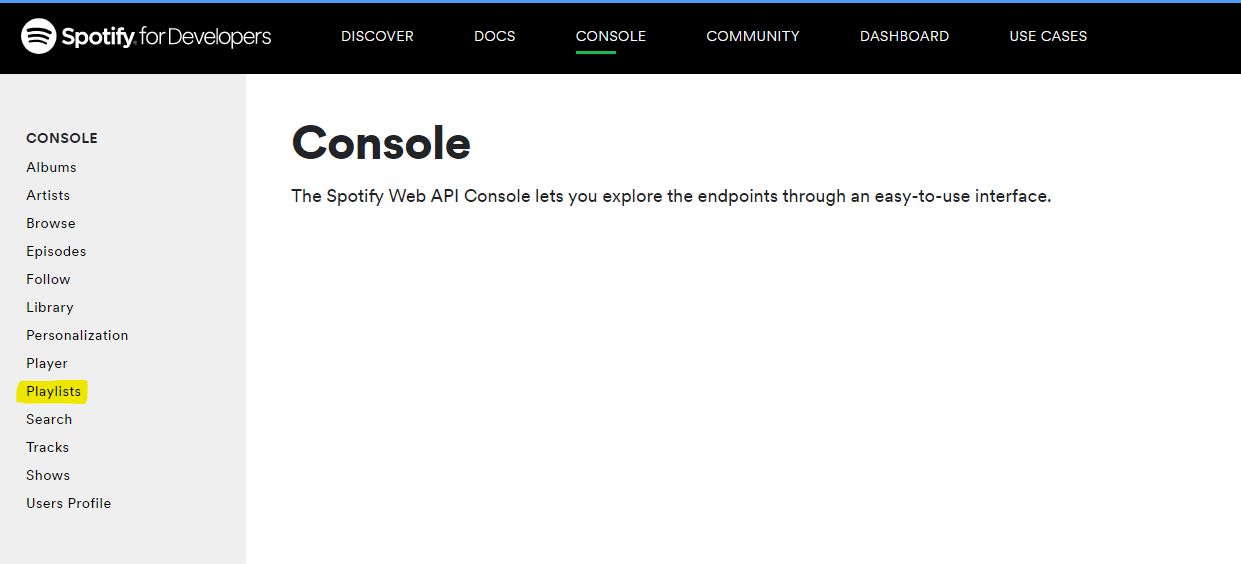 Spotify for Developers DISCOVER DOCS CONSOLE COMMUNITY DASHBOARD USE CASES
CONSOLE
Albums
Artists
Browse
Episodes
Follow
Library
Personalization
Player
Playlists
Search
Tracks
Shows
Users Profile
Console
The Spotify Web API Console lets you explore the endpoints through an easy-to-use interface.